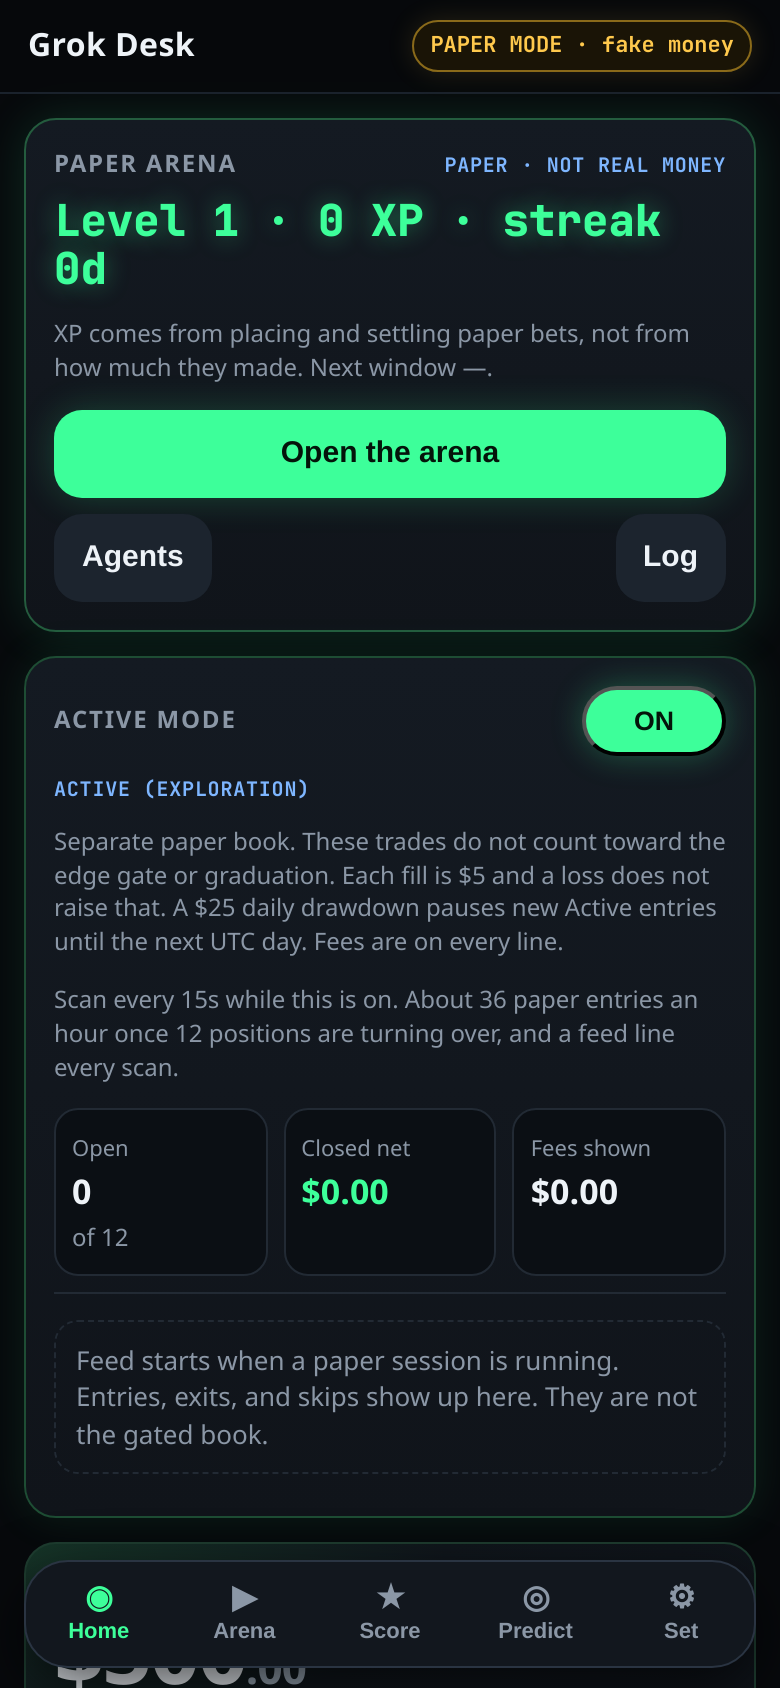 Grok Desk
PAPER MODE · fake money
PAPER ARENA
PAPER · NOT REAL MONEY
Level 1 · 0 XP · streak
0d
XP comes from placing and settling paper bets, not from
how much they made. Next window —.
Open the arena
Agents
Log
ACTIVE MODE
ON
ACTIVE (EXPLORATION)
Separate paper book. These trades do not count toward the
edge gate or graduation. Each fill is $5 and a loss does not
raise that. A $25 daily drawdown pauses new Active entries
until the next UTC day. Fees are on every line.
Scan every 15s while this is on. About 36 paper entries an
hour once 12 positions are turning over, and a feed line
every scan.
Open
0
of 12
Closed net
$0.00
Fees shown
$0.00
Feed starts when a paper session is running.
Entries, exits, and skips show up here. They are not
the gated book.
Home
Arena
Score
Predict
Set